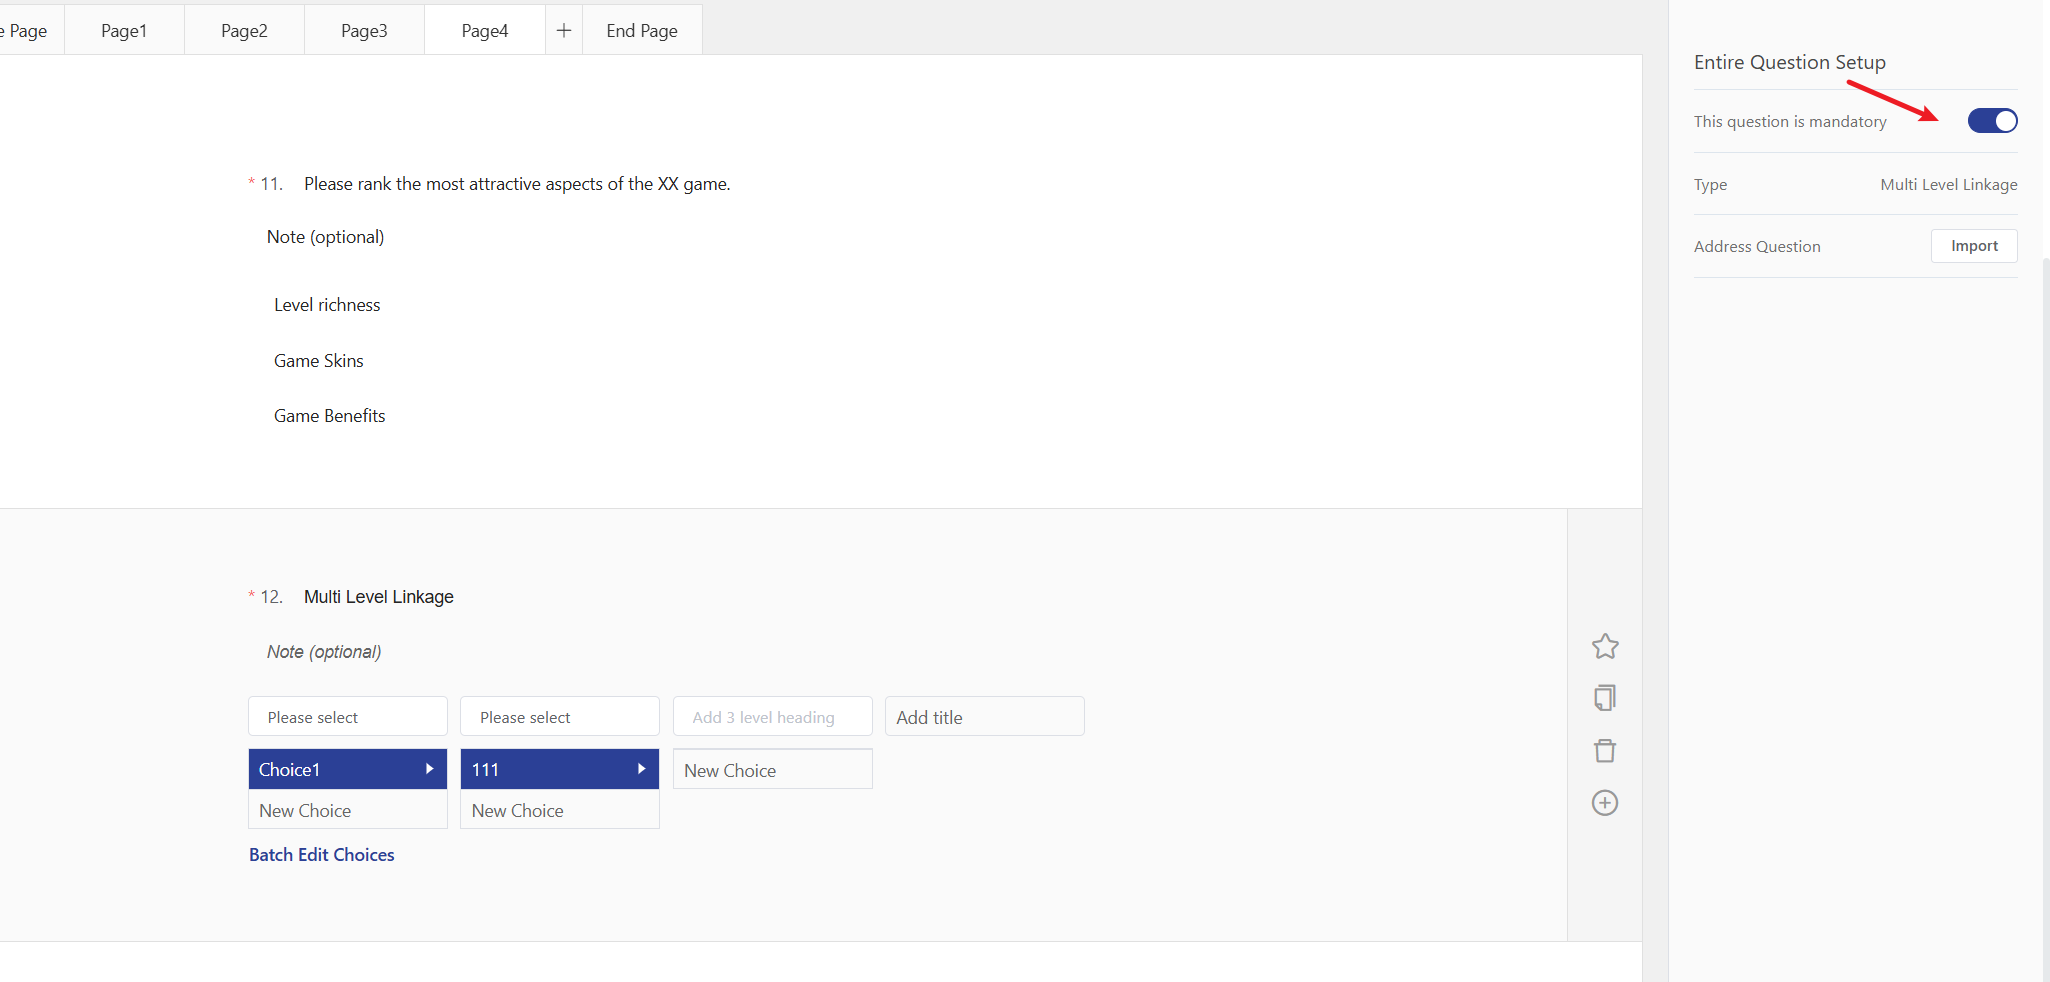 e Page
Page1
Page2
Page3
Page4
+
End Page
Entire Question Setup
This question is mandatory
Type
Multi Level Linkage
Address Question
Import
* 11. Please rank the most attractive aspects of the XX game.
Note (optional)
Level richness
Game Skins
Game Benefits
* 12. Multi Level Linkage
Note (optional)
Please select
Please select
Add 3 level heading
Add title
Choice1
111
New Choice
New Choice
New Choice
Batch Edit Choices